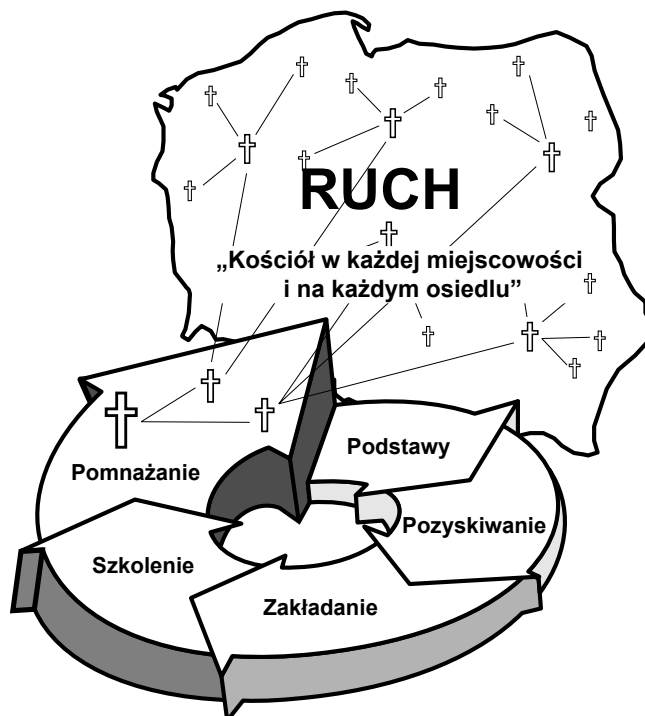 RUCH
„Kościół w każdej miejscowości
i na każdym osiedlu”
Podstawy
Pomnażanie
Pozyskiwanie
Szkolenie
Zakładanie